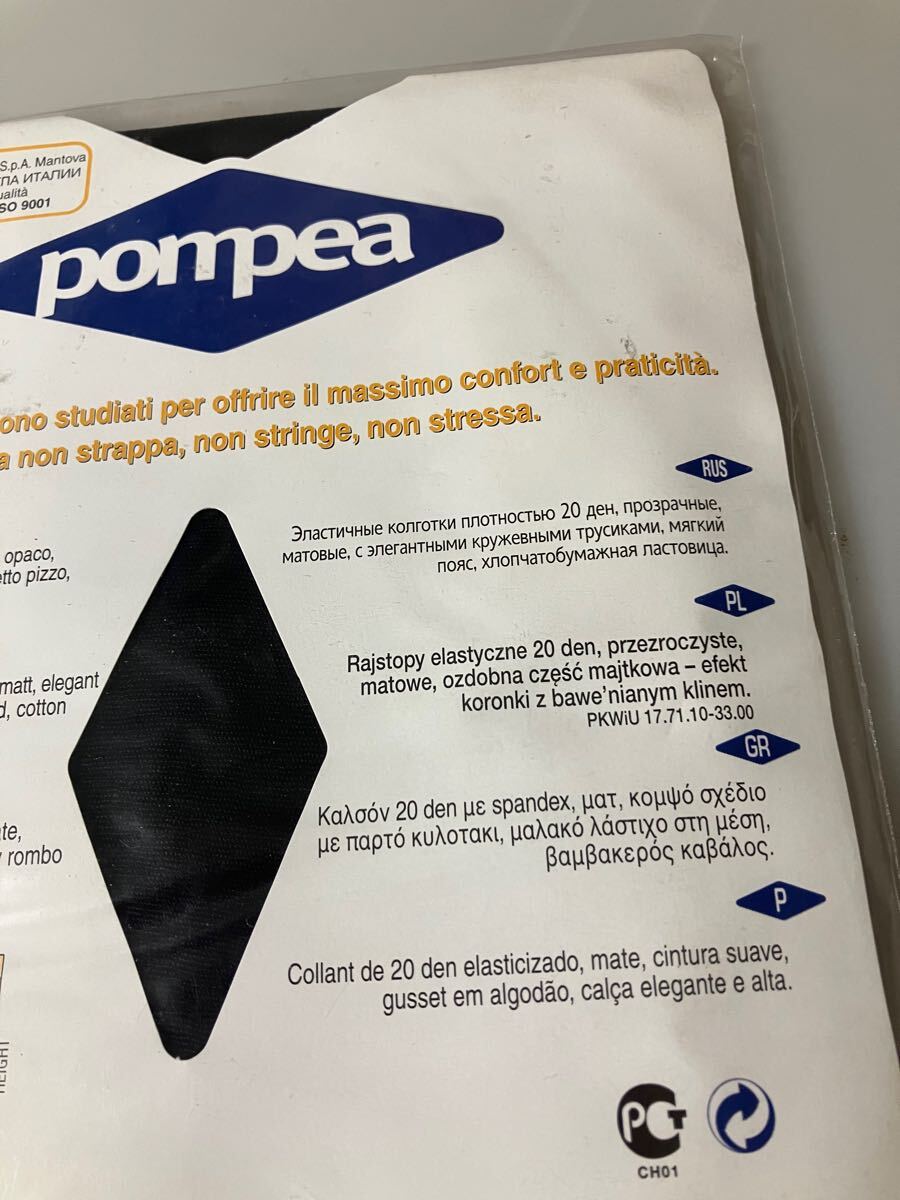 S.p.A. Mantova
ПА ИТАЛИИ
ualità
SO 9001
pompea
ono studiati per offrire il massimo confort e praticità.
a non strappa, non stringe, non stressa.
opaco,
etto pizzo,
matt, elegant
d, cotton
te,
rombo
HEIGHT
RUS
Эластичные колготки плотностью 20 ден, прозрачные,
матовые, с элегантными кружевными трусиками, мягкий
пояс, хлопчатобумажная ластовица.
PL
Rajstopy elastyczne 20 den, przezroczyste,
matowe, ozdobna część majtkowa – efekt
koronki z bawe'nianym klinem.
PKWiU 17.71.10-33.00
GR
Καλσόν 20 den με spandex, ματ, κομψό σχέδιο
με παρτό κυλοτακι, μαλακό λάστιχο στη μέση,
βαμβακερός καβάλος.
P
Collant de 20 den elasticizado, mate, cintura suave,
gusset em algodão, calça elegante e alta.
PCT
CH01